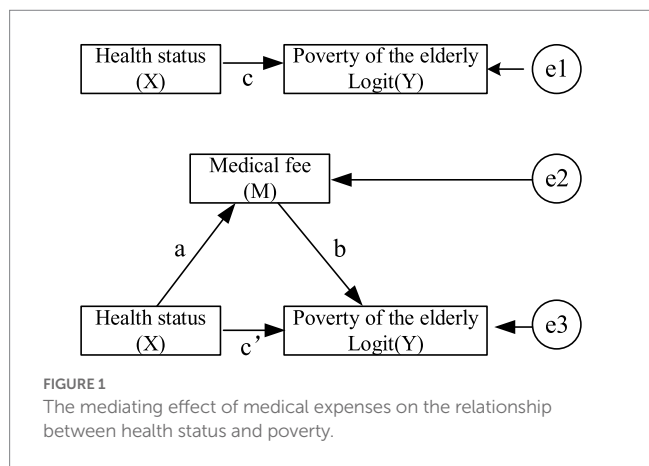 Health status
(X)
c
Poverty of the elderly
Logit(Y)
e1
Medical fee
(M)
e2
a
b
Health status
(X)
c’
Poverty of the elderly
Logit(Y)
e3
FIGURE 1
The mediating effect of medical expenses on the relationship
between health status and poverty.